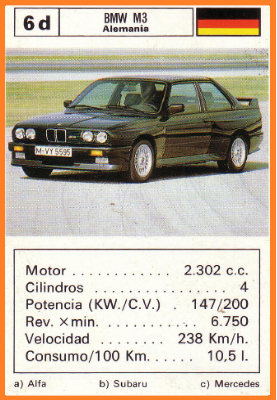 6 d
BMW M3
Alemania
M·VY 5595
Motor . . . . . . . . . . . 2.302 c.c.
Cilindros . . . . . . . . . . . . . . 4
Potencia (KW./C.V.) . 147/200
Rev. × min. . . . . . . . . . 6.750
Velocidad . . . . . . 238 Km/h.
Consumo/100 Km. . . . . 10,5 l.
a) Alfa b) Subaru c) Mercedes